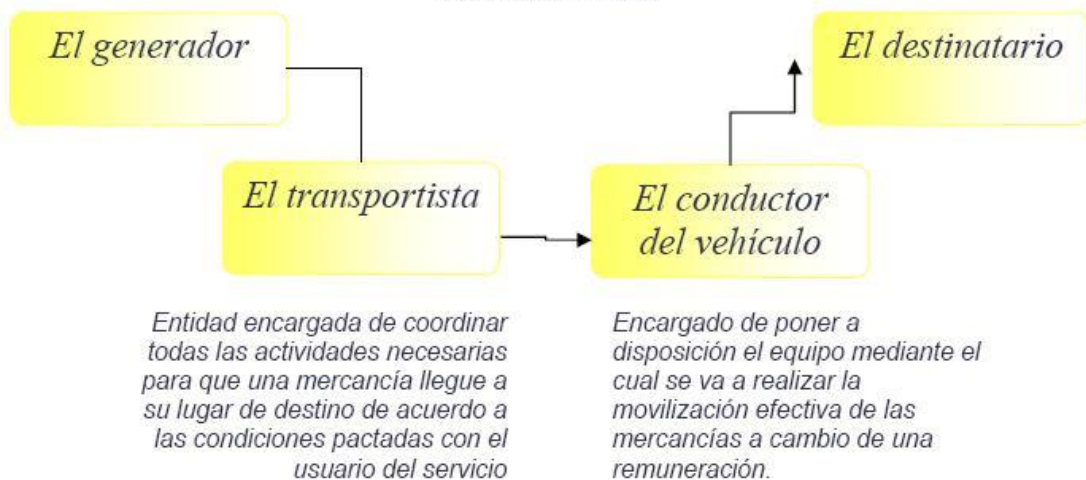 El generador
El destinatario
El transportista
El conductor
del vehículo
Entidad encargada de coordinar
todas las actividades necesarias
para que una mercancía llegue a
su lugar de destino de acuerdo a
las condiciones pactadas con el
usuario del servicio
Encargado de poner a
disposición el equipo mediante el
cual se va a realizar la
movilización efectiva de las
mercancías a cambio de una
remuneración.